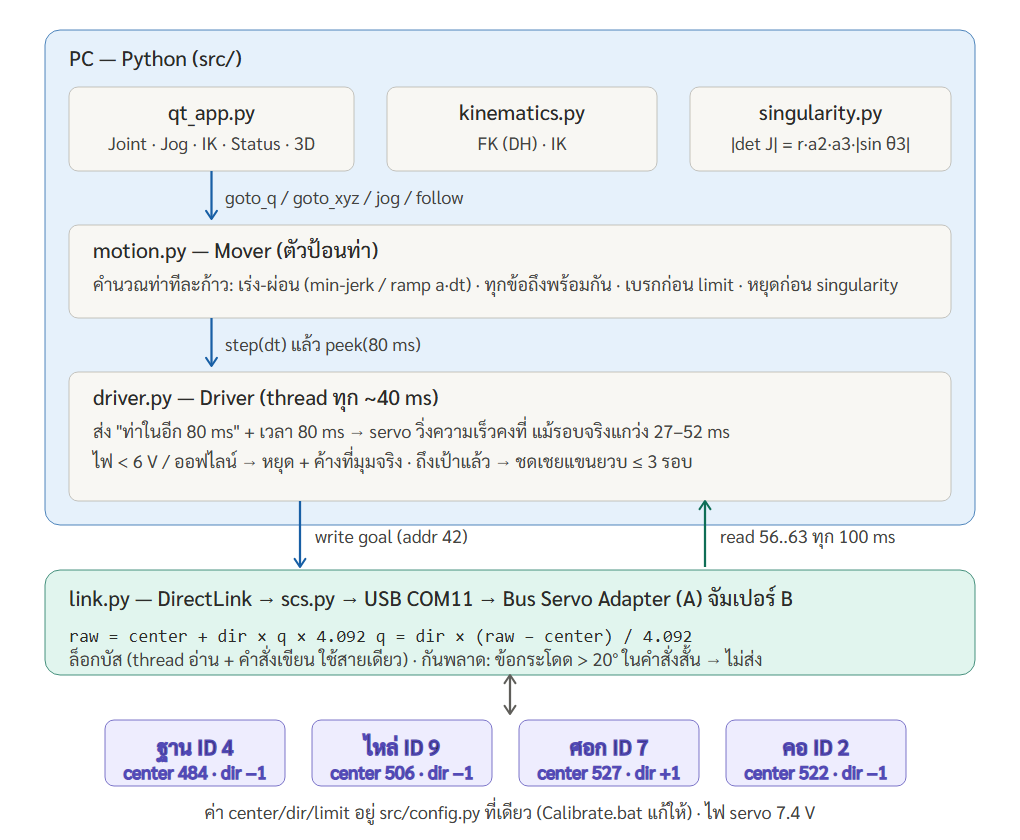 PC — Python (src/)
qt_app.py
Joint · Jog · IK · Status · 3D
kinematics.py
FK (DH) · IK
singularity.py
|det J| = r·a2·a3·|sin θ3|
goto_q / goto_xyz / jog / follow
motion.py — Mover (ตัวป้อนท่า)
คำนวณท่าทีละก้าว: เร่ง-ผ่อน (min-jerk / ramp a·dt) · ทุกข้อถึงพร้อมกัน · เบรกก่อน limit · หยุดก่อน singularity
step(dt) แล้ว peek(80 ms)
driver.py — Driver (thread ทุก ~40 ms)
ส่ง "ท่าในอีก 80 ms" + เวลา 80 ms → servo วิ่งความเร็วคงที่ แม้รอบจริงแกว่ง 27–52 ms
ไฟ < 6 V / ออฟไลน์ → หยุด + ค้างที่มุมจริง · ถึงเป้าแล้ว → ชดเชยแขนยวบ ≤ 3 รอบ
write goal (addr 42)
read 56..63 ทุก 100 ms
link.py — DirectLink → scs.py → USB COM11 → Bus Servo Adapter (A) จัมเปอร์ B
raw = center + dir × q × 4.092 q = dir × (raw − center) / 4.092
ล็อกบัส (thread อ่าน + คำสั่งเขียน ใช้สายเดียว) · กันพลาด: ข้อกระโดด > 20° ในคำสั่งสั้น → ไม่ส่ง
ฐาน ID 4
center 484 · dir −1
ไหล่ ID 9
center 506 · dir −1
ศอก ID 7
center 527 · dir +1
คอ ID 2
center 522 · dir −1
ค่า center/dir/limit อยู่ src/config.py ที่เดียว (Calibrate.bat แก้ให้) · ไฟ servo 7.4 V